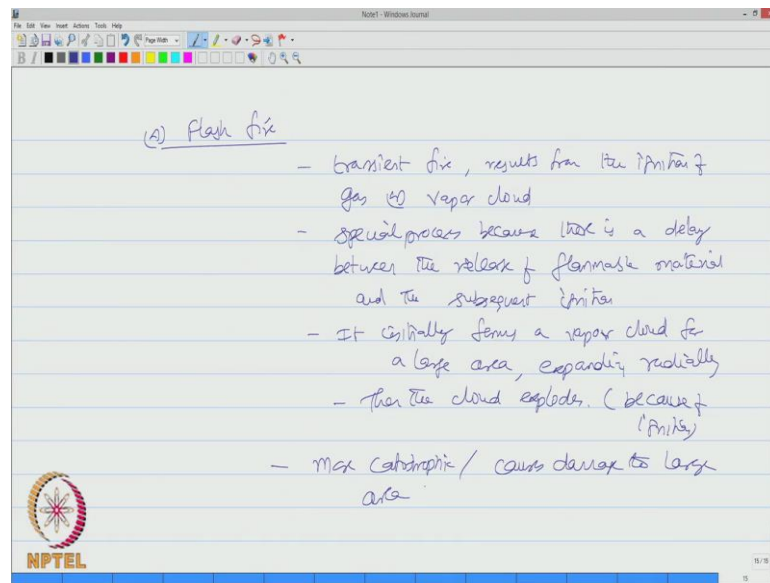 Note1 - Windows Journal
File Edit View Insert Actions Tools Help
Page Width
B I
(A) Flash fire
- transient fire, results from the ignition of
gas (or) vapor cloud
- special process because there is a delay
between the release of flammable material
and the subsequent ignition
- It initially forms a vapour cloud for
a large area, expanding radially
- Then the cloud explodes. (because of
ignition)
- more catastrophic / causes damage to large
area
NPTEL
15/15
15